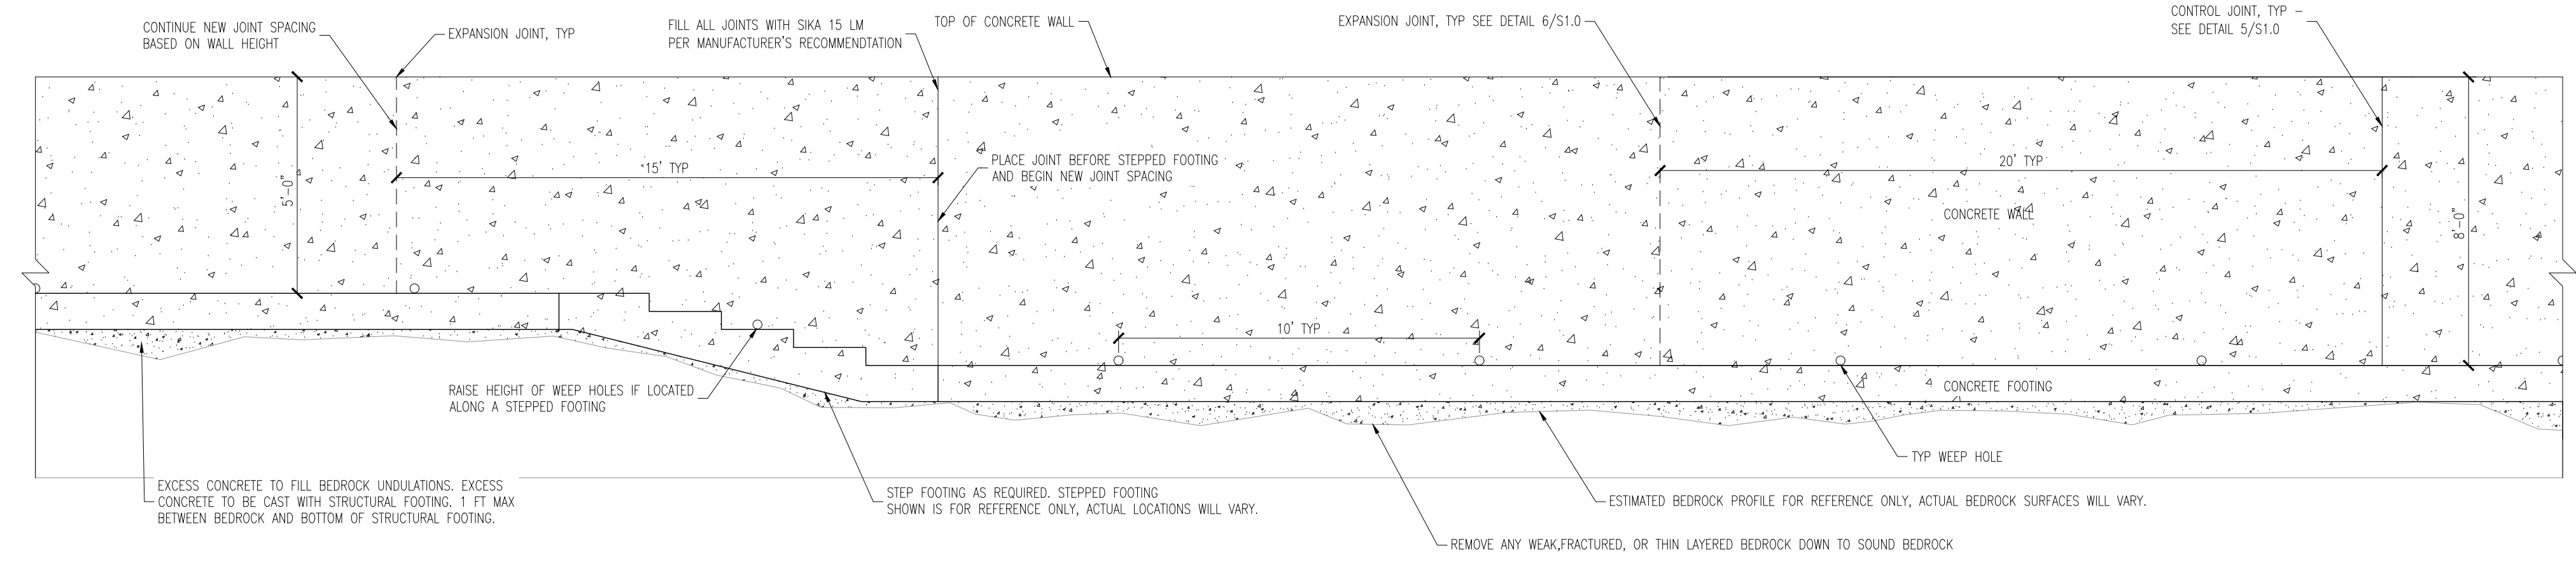 CONTINUE NEW JOINT SPACING
BASED ON WALL HEIGHT
EXPANSION JOINT, TYP
FILL ALL JOINTS WITH SIKA 15 LM
PER MANUFACTURER'S RECOMMENDTATION
TOP OF CONCRETE WALL
EXPANSION JOINT, TYP SEE DETAIL 6/S1.0
CONTROL JOINT, TYP –
SEE DETAIL 5/S1.0
5'-0"
15' TYP
PLACE JOINT BEFORE STEPPED FOOTING
AND BEGIN NEW JOINT SPACING
20' TYP
CONCRETE WALL
8'-0"
10' TYP
RAISE HEIGHT OF WEEP HOLES IF LOCATED
ALONG A STEPPED FOOTING
CONCRETE FOOTING
TYP WEEP HOLE
EXCESS CONCRETE TO FILL BEDROCK UNDULATIONS. EXCESS
CONCRETE TO BE CAST WITH STRUCTURAL FOOTING. 1 FT MAX
BETWEEN BEDROCK AND BOTTOM OF STRUCTURAL FOOTING.
STEP FOOTING AS REQUIRED. STEPPED FOOTING
SHOWN IS FOR REFERENCE ONLY, ACTUAL LOCATIONS WILL VARY.
ESTIMATED BEDROCK PROFILE FOR REFERENCE ONLY, ACTUAL BEDROCK SURFACES WILL VARY.
REMOVE ANY WEAK,FRACTURED, OR THIN LAYERED BEDROCK DOWN TO SOUND BEDROCK